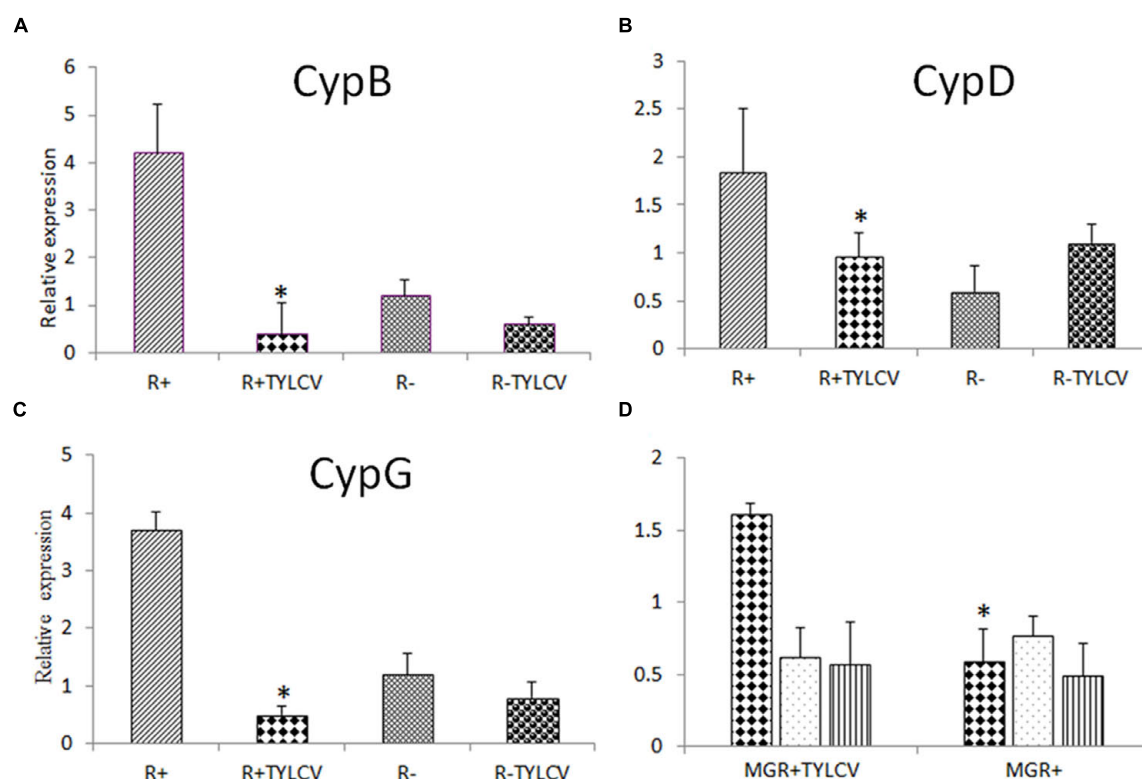 A
CypB
Relative expression
6
5
4
3
2
1
0
*
R+ R+TYLCV R- R-TYLCV
B
CypD
3
2.5
2
1.5
1
0.5
0
*
R+ R+TYLCV R- R-TYLCV
C
CypG
Relative expression
5
4
3
2
1
0
*
R+ R+TYLCV R- R-TYLCV
D
2
1.5
1
0.5
0
*
MGR+TYLCV MGR+